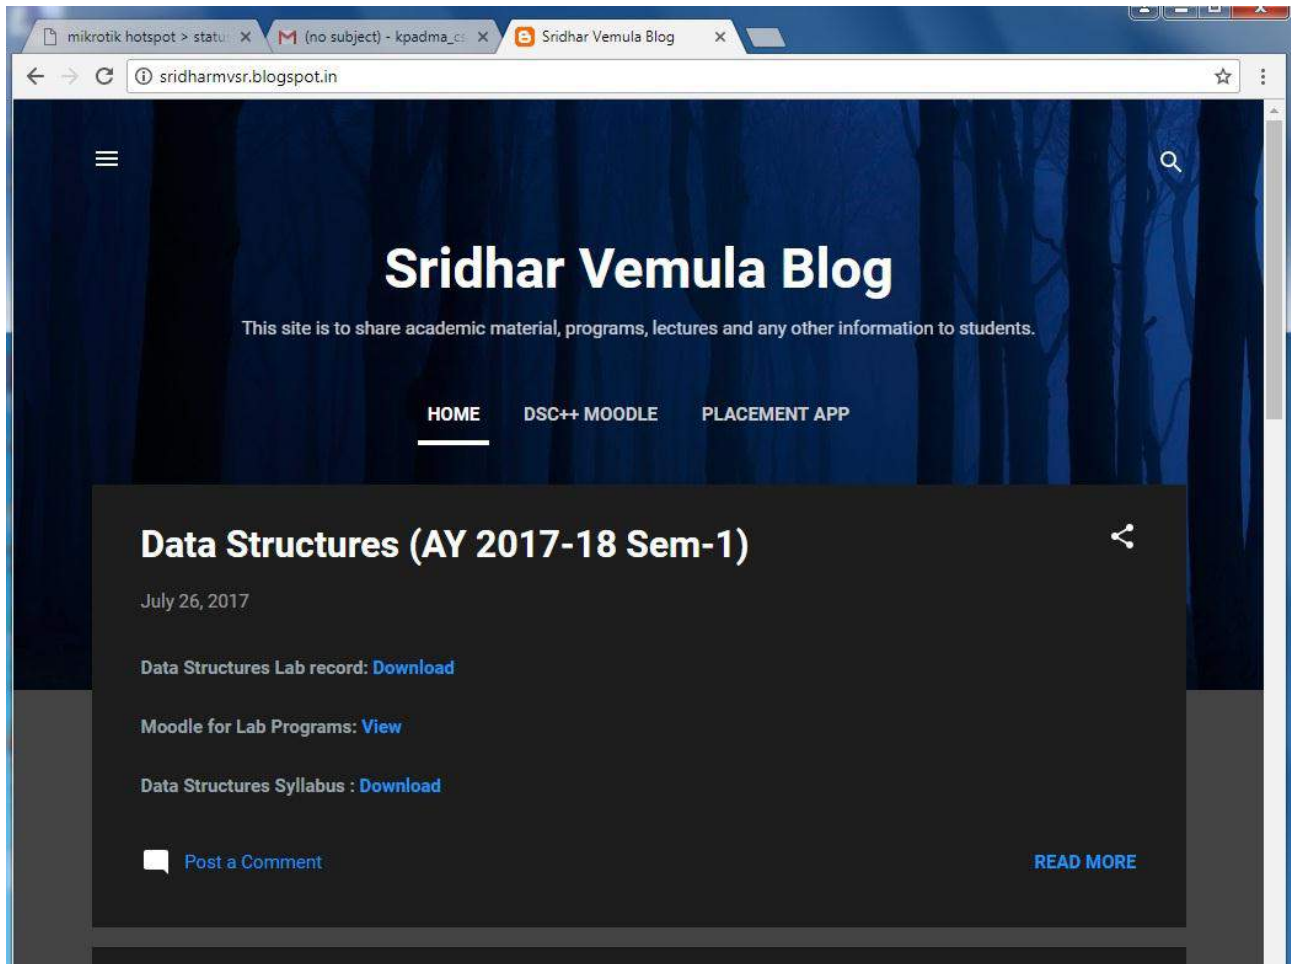 mikrotik hotspot > statu
(no subject) - kpadma_cs
Sridhar Vemula Blog
sridharmvsr.blogspot.in
Sridhar Vemula Blog
This site is to share academic material, programs, lectures and any other information to students.
HOME DSC++ MOODLE PLACEMENT APP
Data Structures (AY 2017-18 Sem-1)
July 26, 2017
Data Structures Lab record: Download
Moodle for Lab Programs: View
Data Structures Syllabus : Download
Post a Comment
READ MORE